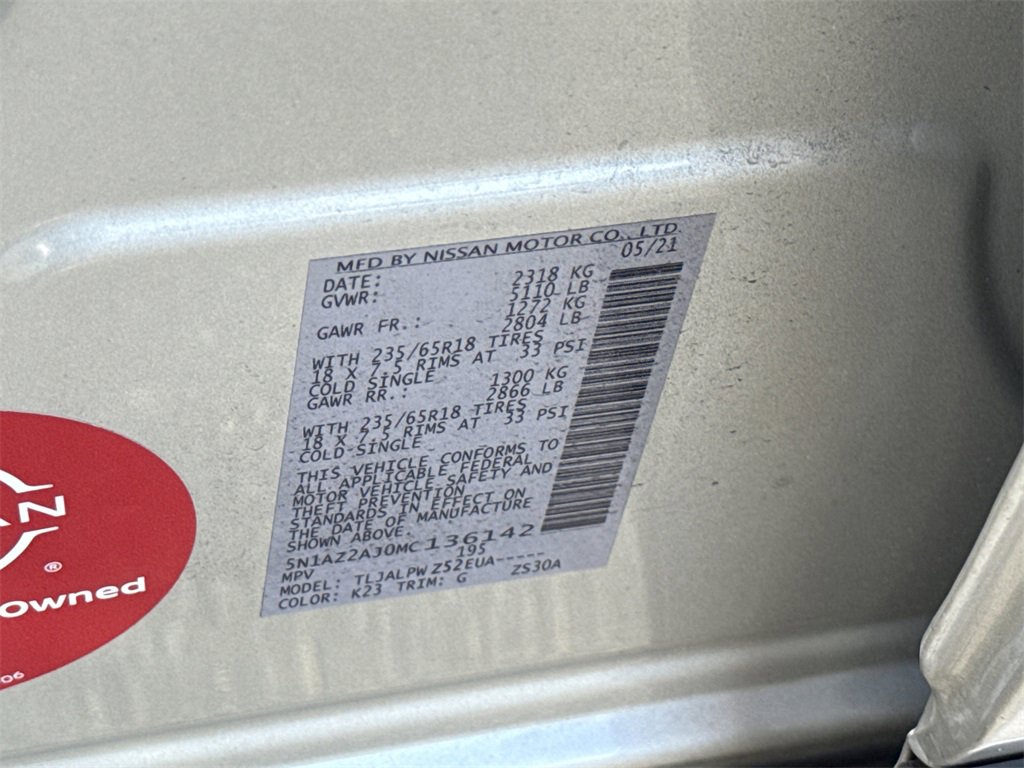 MFD BY NISSAN MOTOR CO., LTD.
DATE: 05/21
GVWR: 2318 KG
5110 LB
GAWR FR.: 1272 KG
2804 LB
WITH 235/65R18 TIRES
18 X 7.5 RIMS AT 33 PSI
COLD SINGLE
GAWR RR.: 1300 KG
2866 LB
WITH 235/65R18 TIRES
18 X 7.5 RIMS AT 33 PSI
COLD SINGLE
THIS VEHICLE CONFORMS TO
ALL APPLICABLE FEDERAL
MOTOR VEHICLE SAFETY AND
THEFT PREVENTION
STANDARDS IN EFFECT ON
THE DATE OF MANUFACTURE
SHOWN ABOVE.
5N1AZ2AJ0MC136142
MPV 195
MODEL: TLJALPW Z52EUA-----
COLOR: K23 TRIM: G ZS30A
AN
®
owned
06